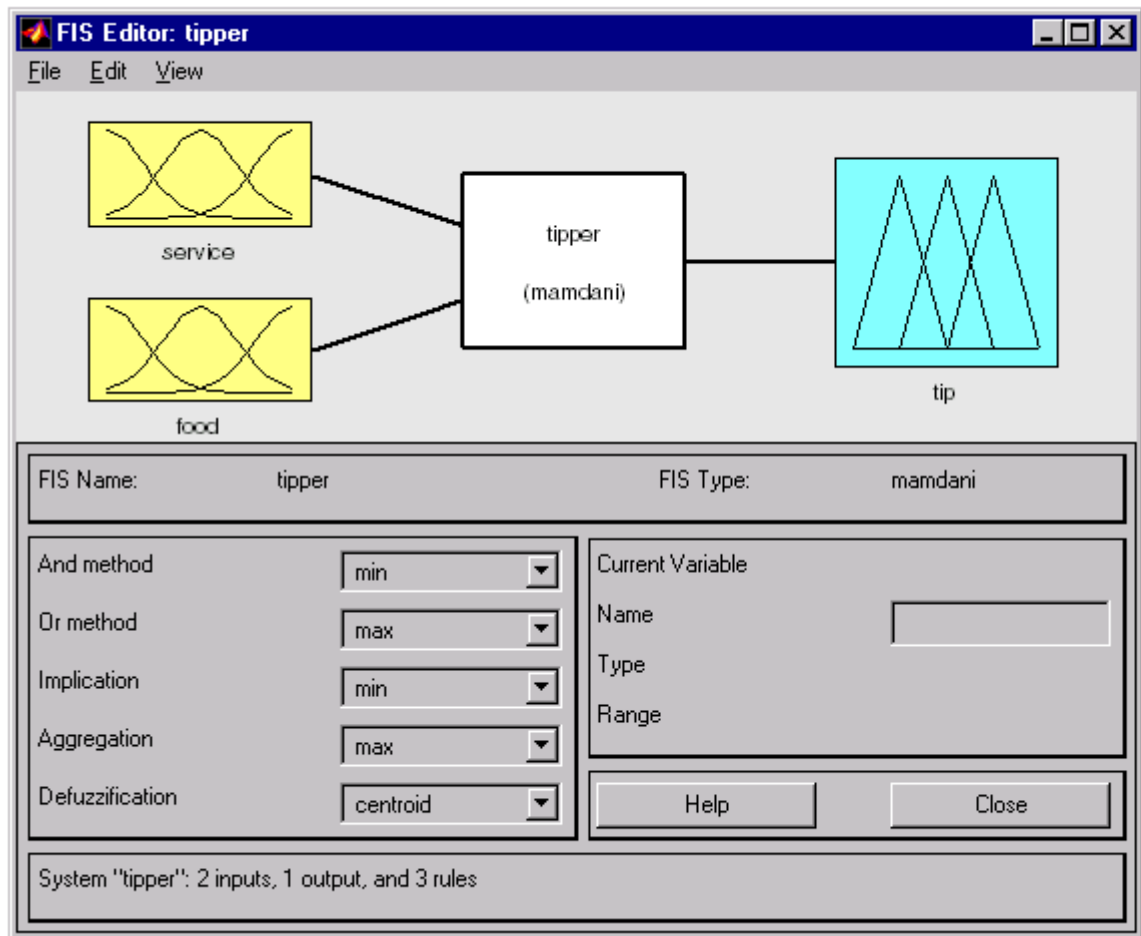 FIS Editor: tipper
File Edit View
service
food
tipper
(mamdani)
tip
FIS Name: tipper FIS Type: mamdani
And method min
Or method max
Implication min
Aggregation max
Defuzzification centroid
Current Variable
Name
Type
Range
Help Close
System "tipper": 2 inputs, 1 output, and 3 rules